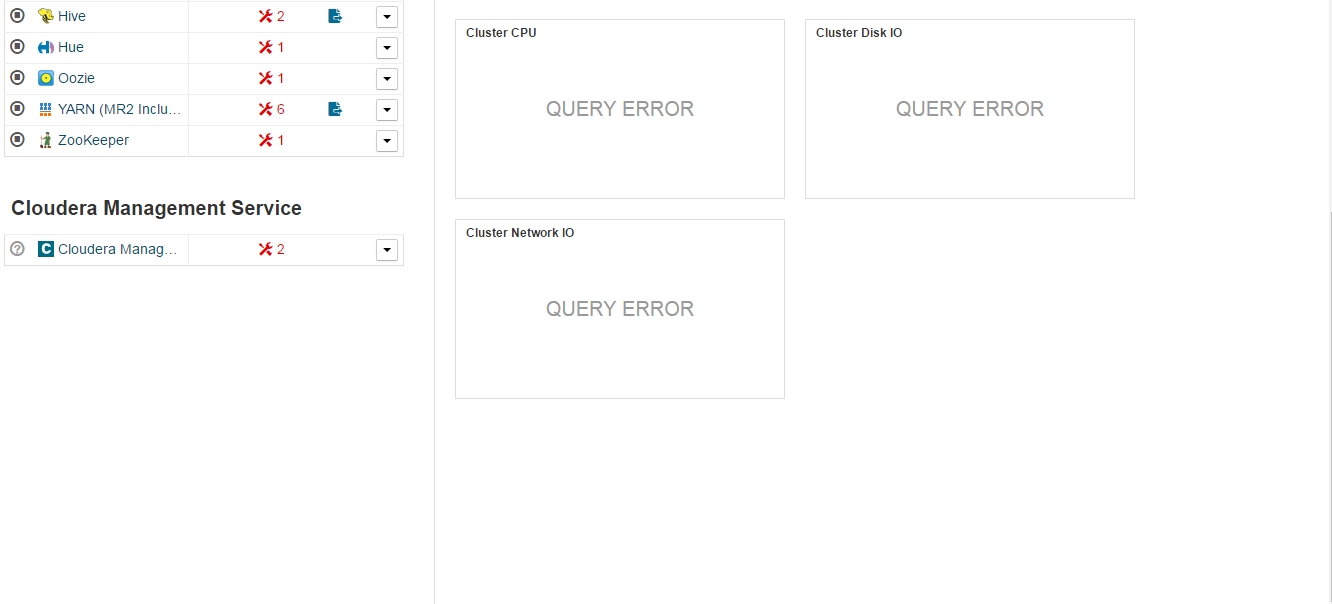 Hive 2
Hue 1
Oozie 1
YARN (MR2 Inclu... 6
ZooKeeper 1
Cloudera Management Service
C Cloudera Manag... 2
Cluster CPU
QUERY ERROR
Cluster Disk IO
QUERY ERROR
Cluster Network IO
QUERY ERROR